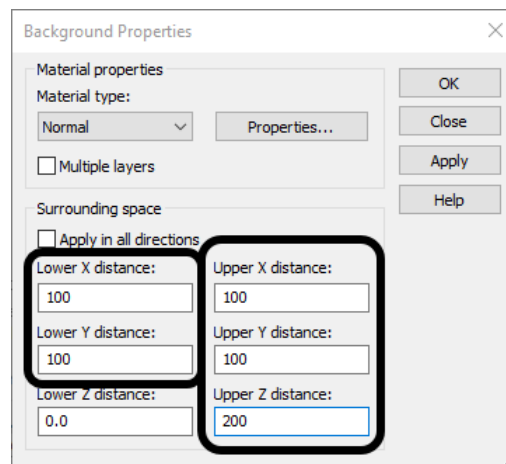 Background Properties
Material properties
Material type:
Normal
Properties...
Multiple layers
OK
Close
Apply
Help
Surrounding space
Apply in all directions
Lower X distance:
Upper X distance:
100
100
Lower Y distance:
Upper Y distance:
100
100
Lower Z distance:
Upper Z distance:
0.0
200